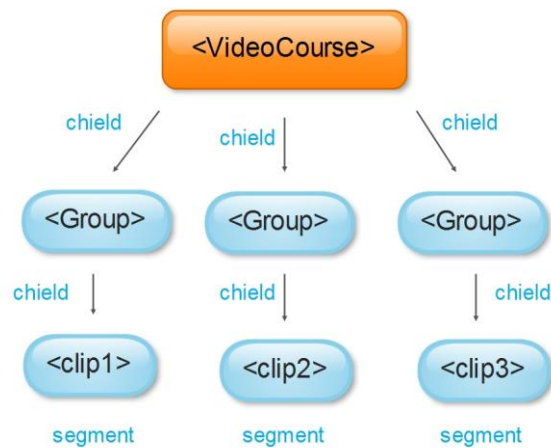 <VideoCourse>
chield
chield
chield
<Group>
<Group>
<Group>
chield
chield
chield
<clip1>
<clip2>
<clip3>
segment
segment
segment